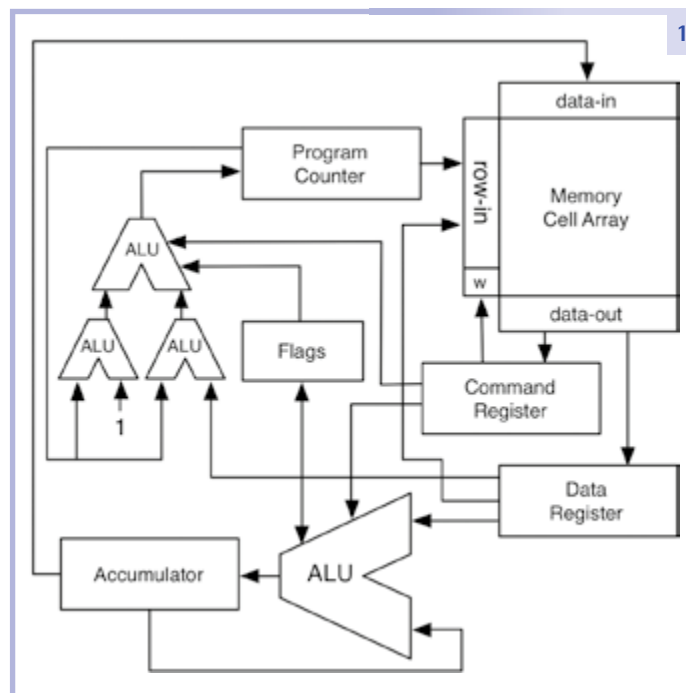 1
data-in
Program
Counter
row-in
Memory
Cell Array
ALU
w
data-out
ALU
ALU
Flags
Command
Register
1
Data
Register
Accumulator
ALU